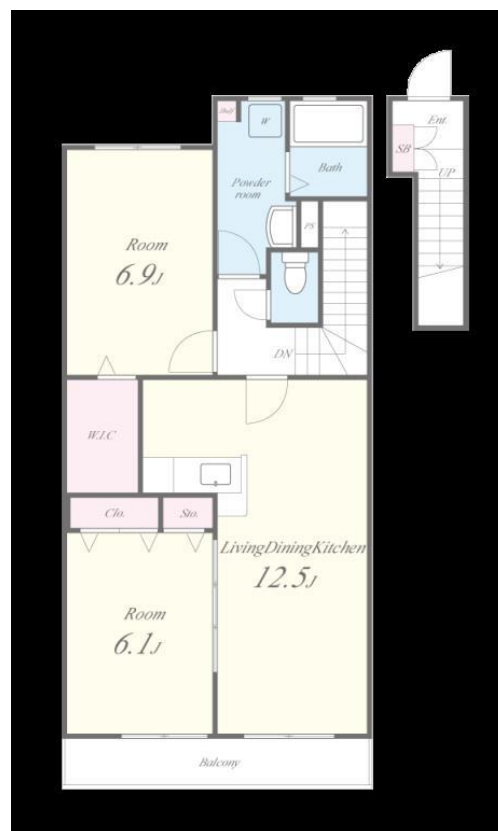 Ent.
SB
UP
Shelf
W
Powder
room
Bath
PS
Room
6.9J
DN
W.I.C
Clo.
Sto.
LivingDiningKitchen
12.5J
Room
6.1J
Balcony